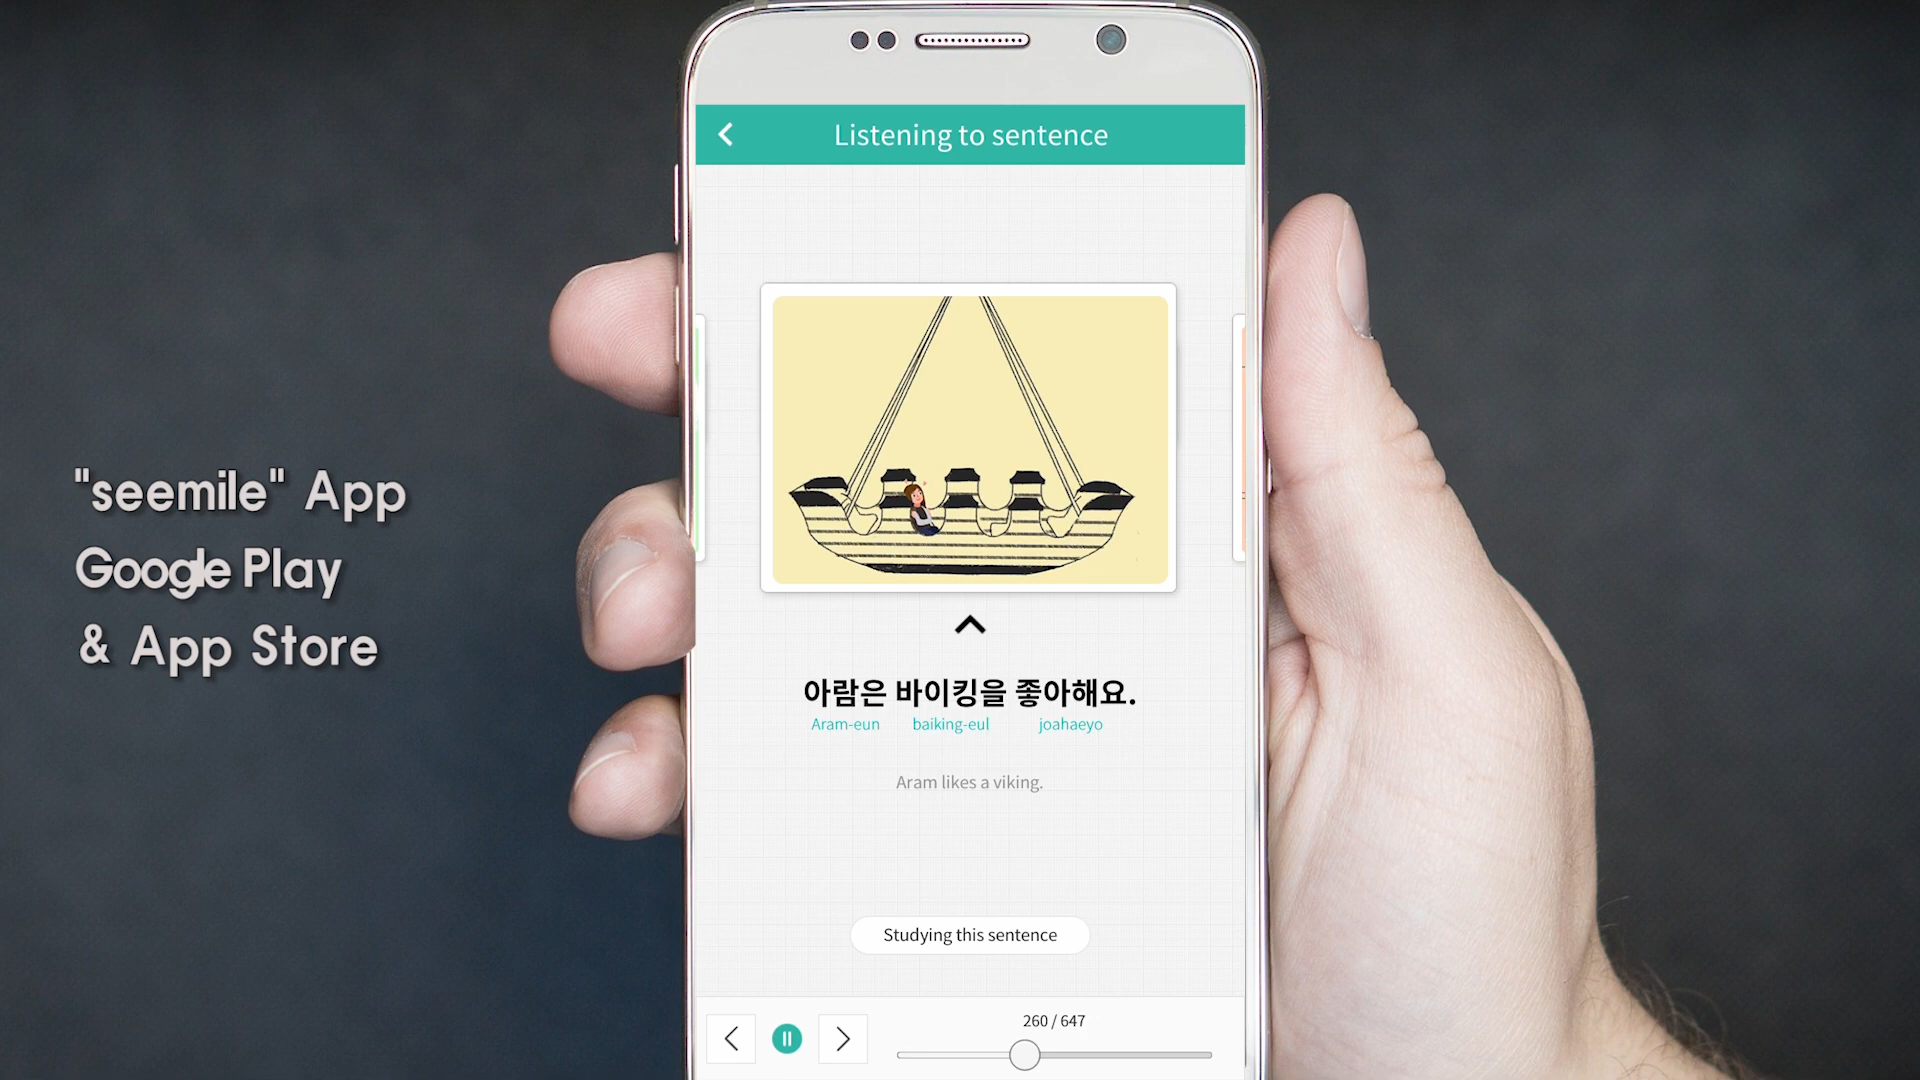 "seemile" App
Google Play
& App Store
Listening to sentence
아람은 바이킹을 좋아해요.
Aram-eun baiking-eul joahaeyo
Aram likes a viking.
Studying this sentence
260 / 647